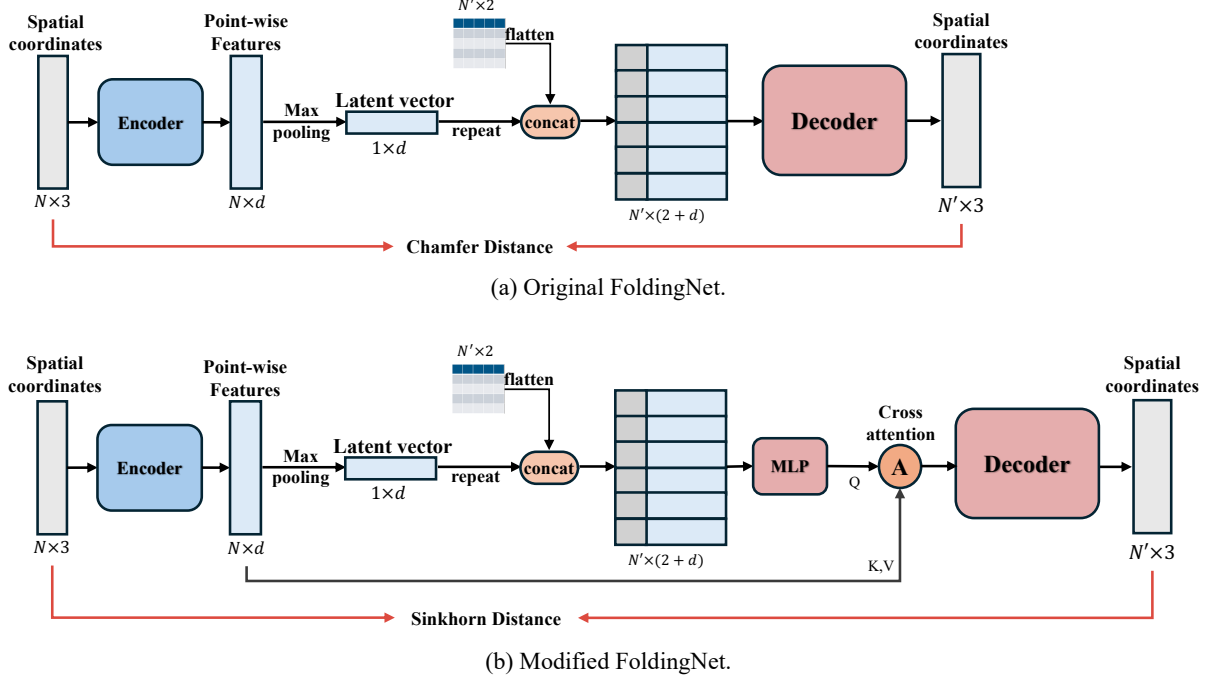 Spatial
coordinates
Point-wise
Features
N′×2
flatten
Encoder
Max
pooling
Latent vector
1×d
repeat
concat
Decoder
Spatial
coordinates
N×3
N×d
N′×(2 + d)
N′×3
Chamfer Distance
(a) Original FoldingNet.
Spatial
coordinates
Point-wise
Features
N′×2
flatten
Encoder
Max
pooling
Latent vector
1×d
repeat
concat
MLP
Q
Cross
attention
A
Decoder
Spatial
coordinates
N×3
N×d
N′×(2 + d)
K,V
N′×3
Sinkhorn Distance
(b) Modified FoldingNet.